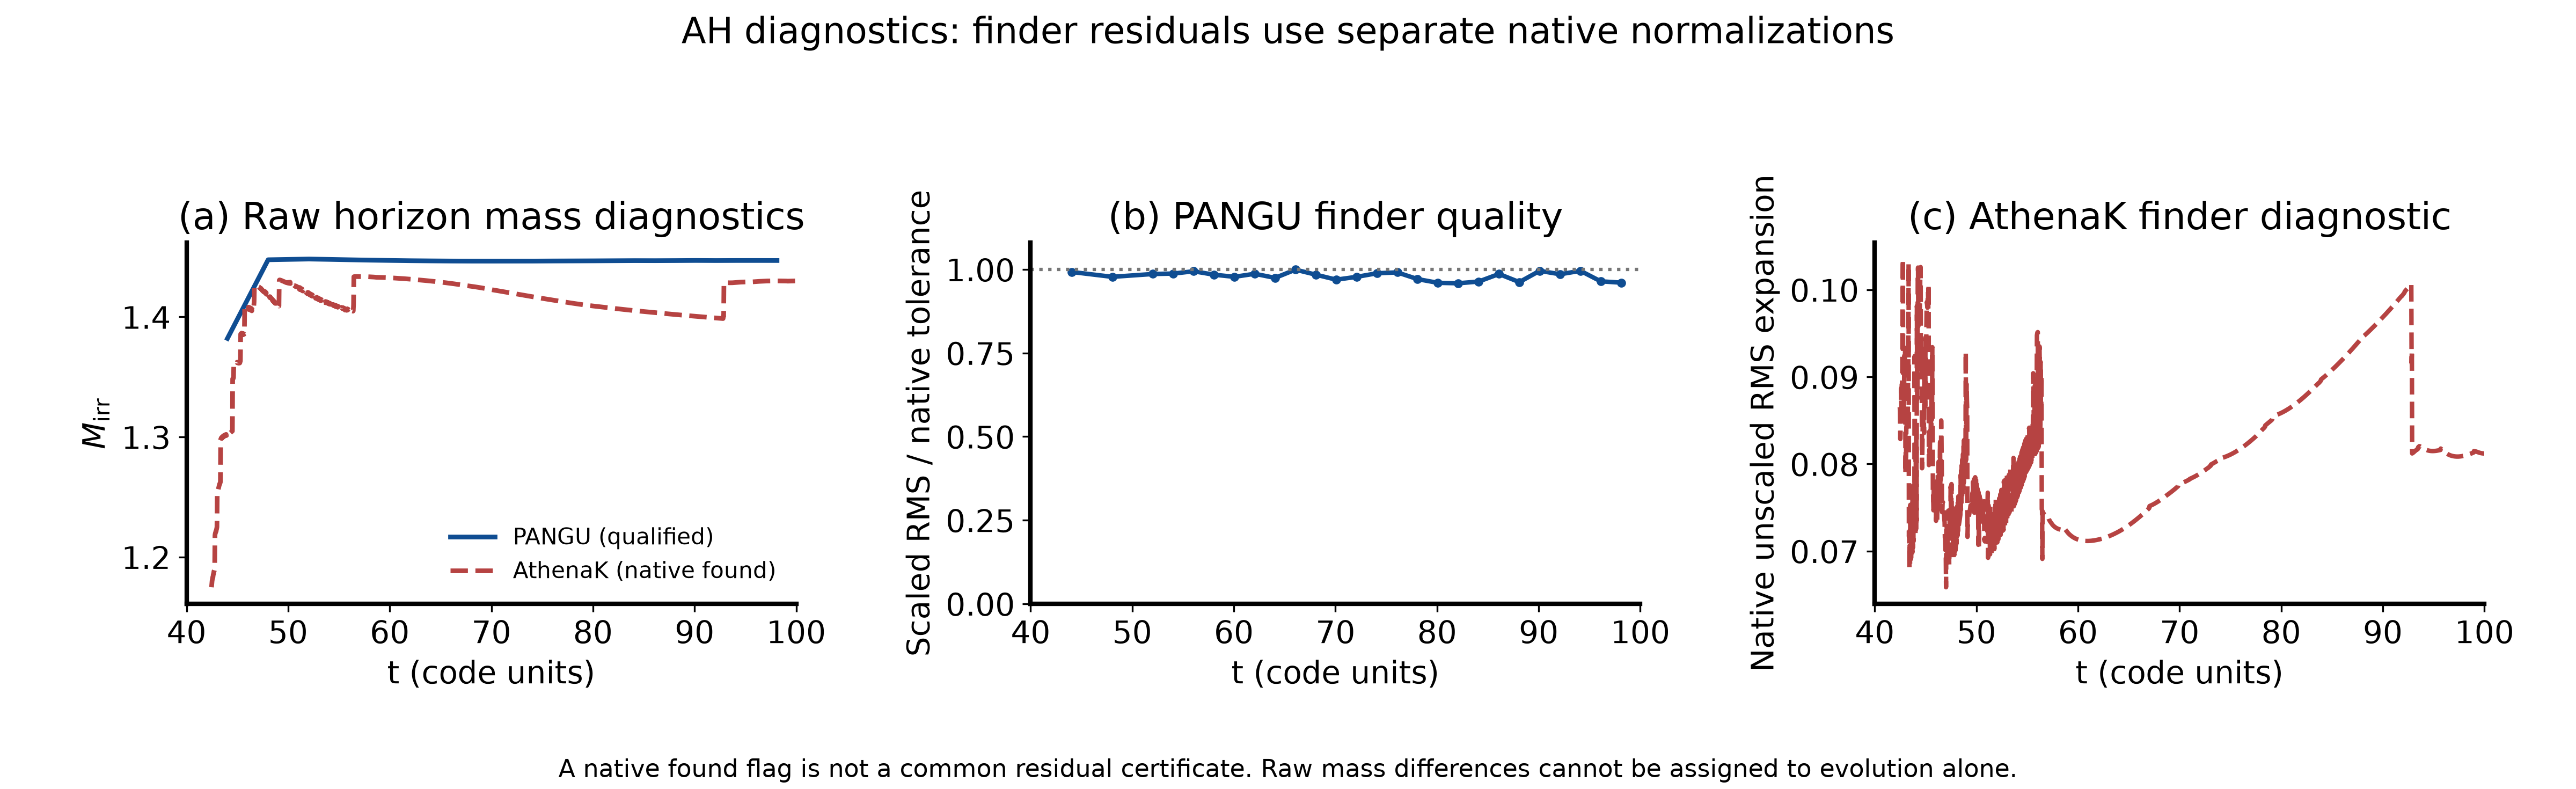 AH diagnostics: finder residuals use separate native normalizations
(a) Raw horizon mass diagnostics
M_irr
1.4
1.3
1.2
PANGU (qualified)
AthenaK (native found)
40 50 60 70 80 90 100
t (code units)
(b) PANGU finder quality
Scaled RMS / native tolerance
1.00
0.75
0.50
0.25
0.00
40 50 60 70 80 90 100
t (code units)
(c) AthenaK finder diagnostic
Native unscaled RMS expansion
0.10
0.09
0.08
0.07
40 50 60 70 80 90 100
t (code units)
A native found flag is not a common residual certificate. Raw mass differences cannot be assigned to evolution alone.